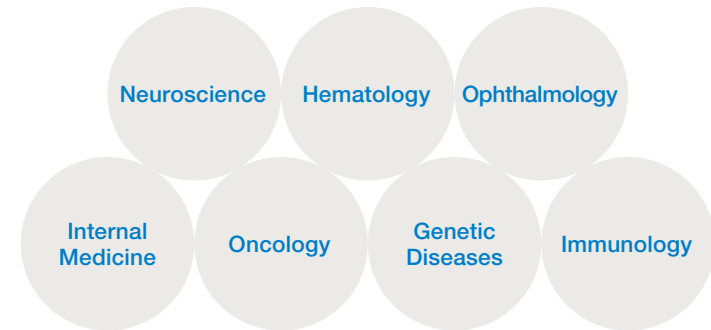 Neuroscience
Hematology
Ophthalmology
Internal
Medicine
Oncology
Genetic
Diseases
Immunology